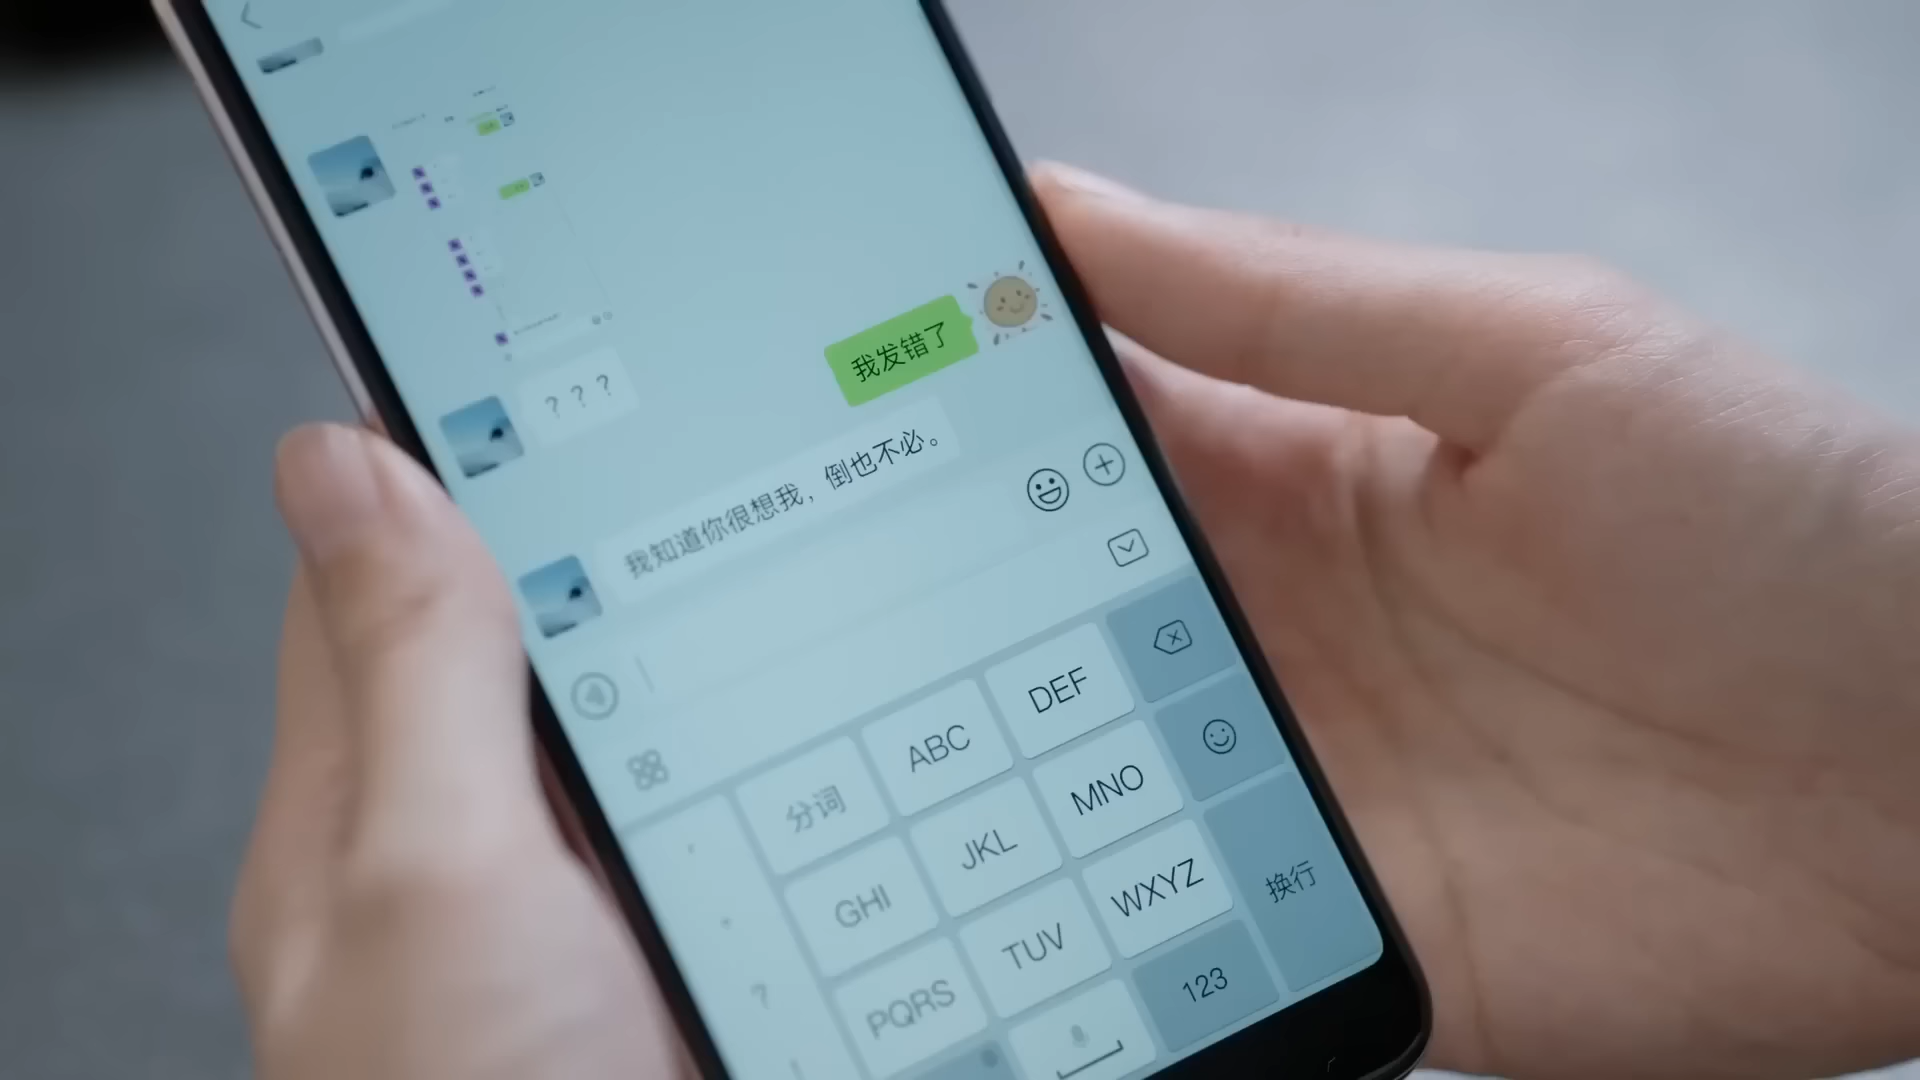 我发错了
？？？
我知道你很想我，倒也不必。
分词
ABC
DEF
GHI
JKL
MNO
PQRS
TUV
WXYZ
换行
?
123